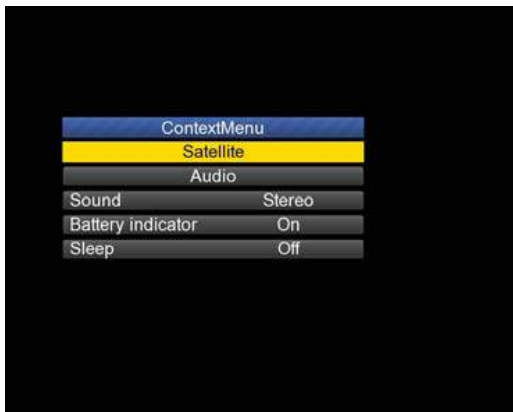 ContextMenu
Satellite
Audio
Sound Stereo
Battery indicator On
Sleep Off